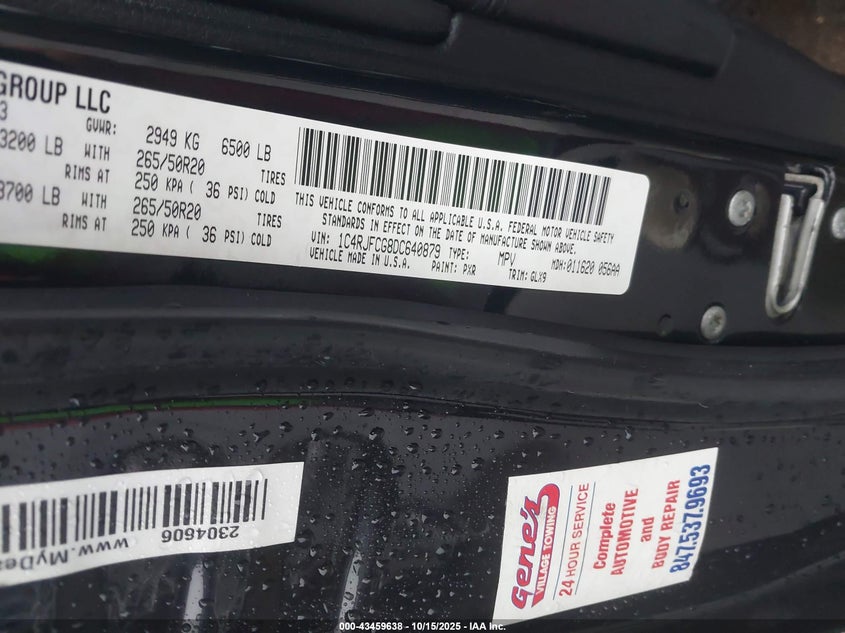 GROUP LLC
3
GVWR: 2949 KG 6500 LB
3200 LB WITH 265/50R20 TIRES
RIMS AT 250 KPA ( 36 PSI) COLD
3700 LB WITH 265/50R20 TIRES
RIMS AT 250 KPA ( 36 PSI) COLD
THIS VEHICLE CONFORMS TO ALL APPLICABLE U.S.A. FEDERAL MOTOR VEHICLE SAFETY
STANDARDS IN EFFECT ON THE DATE OF MANUFACTURE SHOWN ABOVE.
VIN: 1C4RJFCG8DC640879 TYPE: MPV MDH:011620 056AA
VEHICLE MADE IN U.S.A. PAINT: PXR TRIM: GLX9
2304606
www.MyDe
Gene's
VILLAGE TOWING
24 HOUR SERVICE
Complete
AUTOMOTIVE
and
BODY REPAIR
847.537.9693
000-43459638 - 10/15/2025 - IAA Inc.